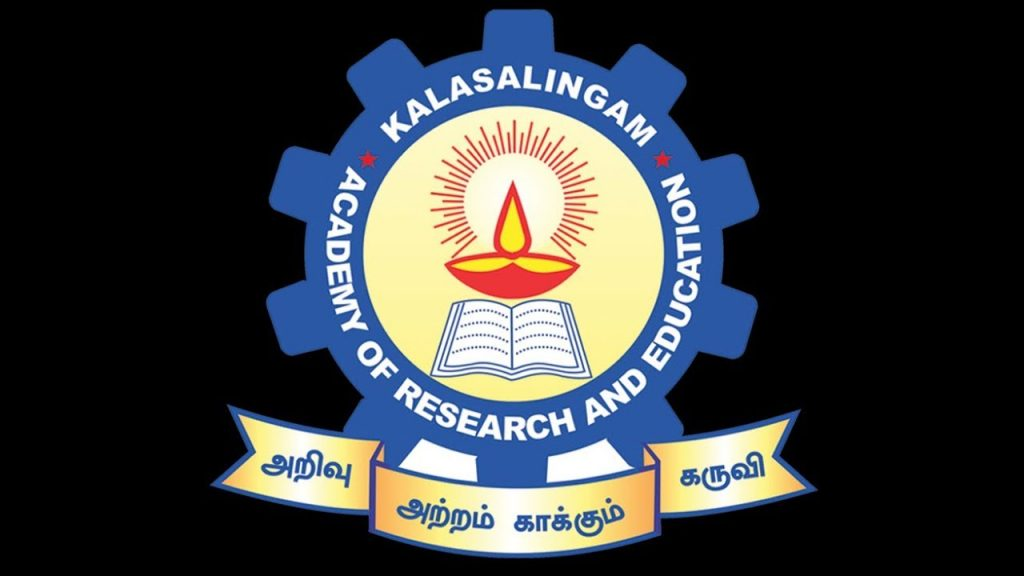 KALASALINGAM
ACADEMY OF RESEARCH AND EDUCATION
அறிவு
அற்றம் காக்கும்
கருவி